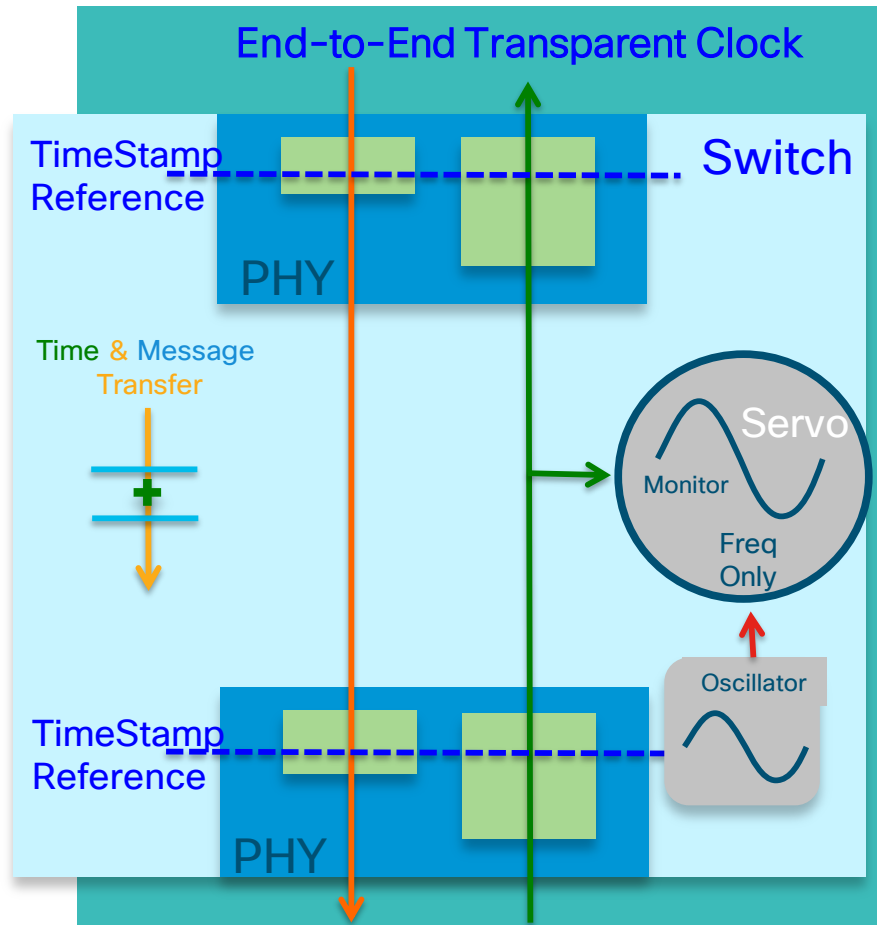 End-to-End Transparent Clock
TimeStamp
Reference
Switch
PHY
Time & Message
Transfer
Servo
Monitor
Freq
Only
Oscillator
TimeStamp
Reference
PHY